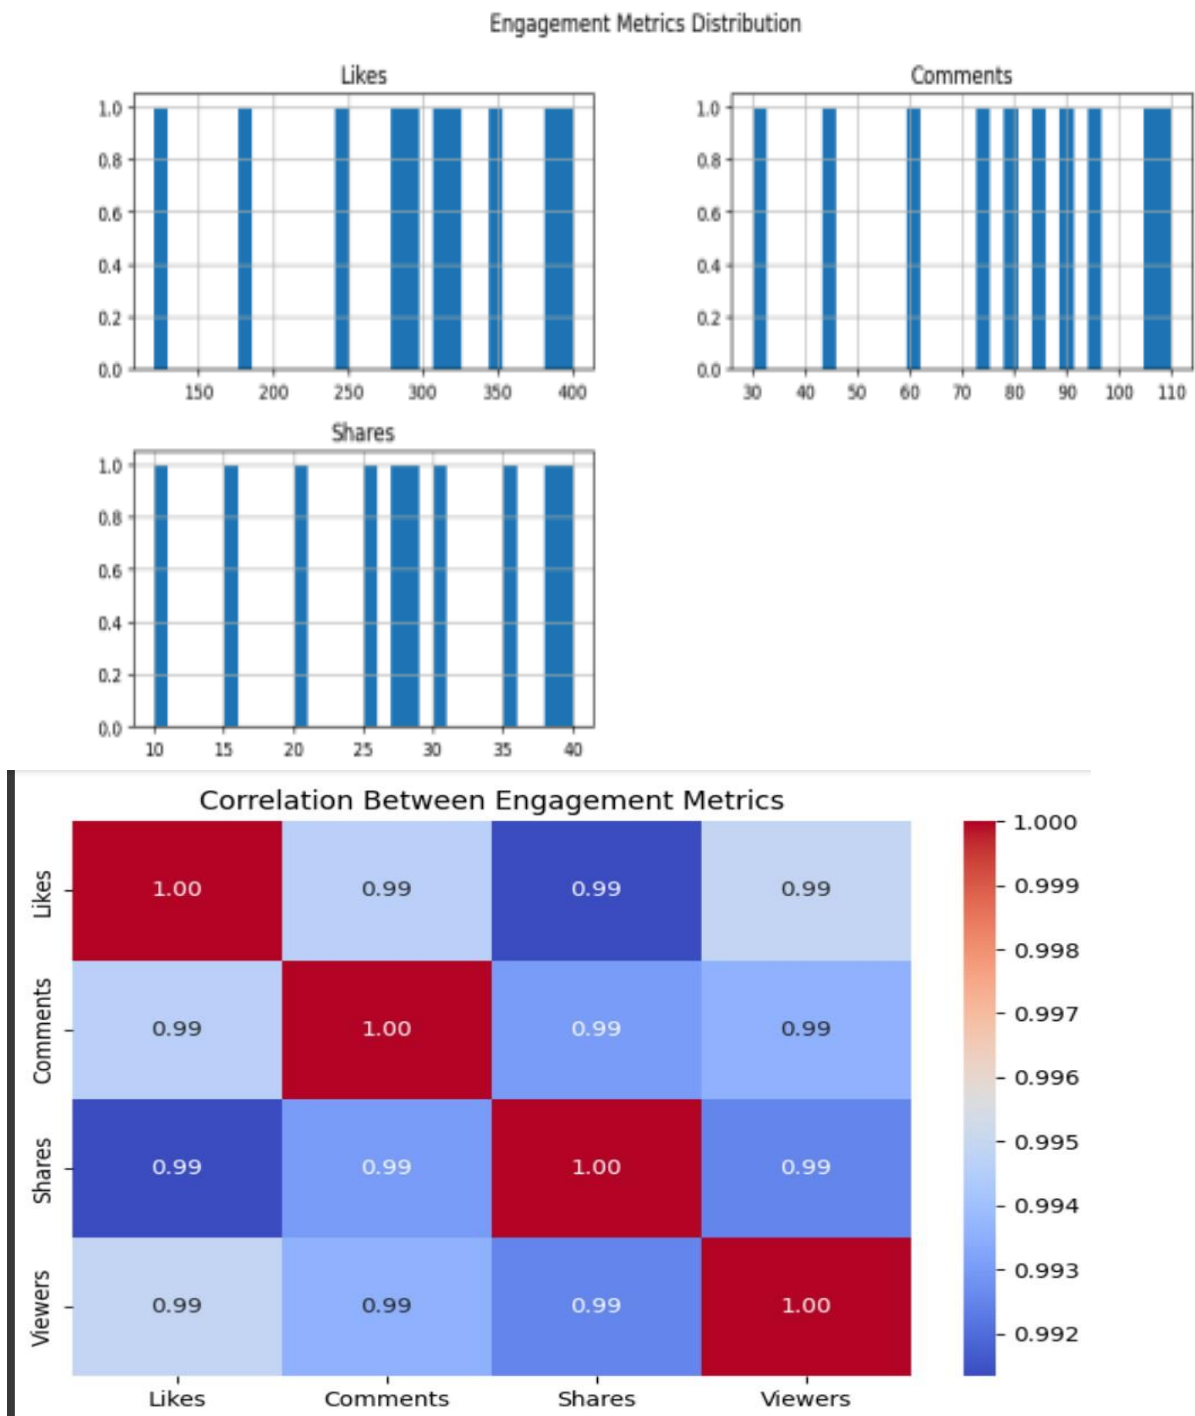 Engagement Metrics Distribution
Likes
1.0
0.8
0.6
0.4
0.2
0.0
150 200 250 300 350 400
Comments
1.0
0.8
0.6
0.4
0.2
0.0
30 40 50 60 70 80 90 100 110
Shares
1.0
0.8
0.6
0.4
0.2
0.0
10 15 20 25 30 35 40
Correlation Between Engagement Metrics
Likes 1.00 0.99 0.99 0.99
Comments 0.99 1.00 0.99 0.99
Shares 0.99 0.99 1.00 0.99
Viewers 0.99 0.99 0.99 1.00
Likes Comments Shares Viewers
1.000
0.999
0.998
0.997
0.996
0.995
0.994
0.993
0.992